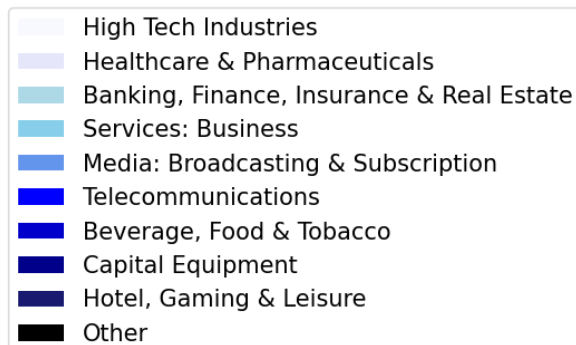 High Tech Industries
Healthcare & Pharmaceuticals
Banking, Finance, Insurance & Real Estate
Services: Business
Media: Broadcasting & Subscription
Telecommunications
Beverage, Food & Tobacco
Capital Equipment
Hotel, Gaming & Leisure
Other